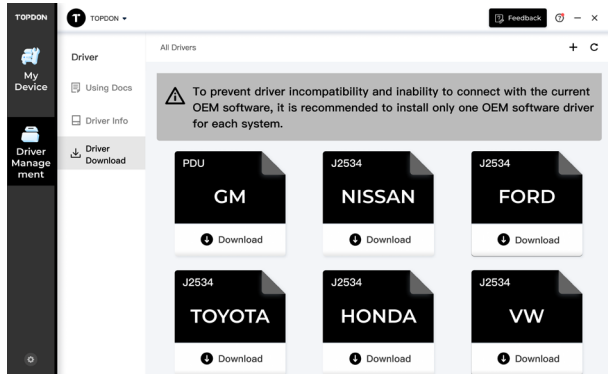 TOPDON
TOPDON
Feedback
My
Device
Driver
Manage
ment
Driver
Using Docs
Driver Info
Driver
Download
All Drivers
To prevent driver incompatibility and inability to connect with the current
OEM software, it is recommended to install only one OEM software driver
for each system.
PDU
GM
Download
J2534
NISSAN
Download
J2534
FORD
Download
J2534
TOYOTA
Download
J2534
HONDA
Download
J2534
VW
Download